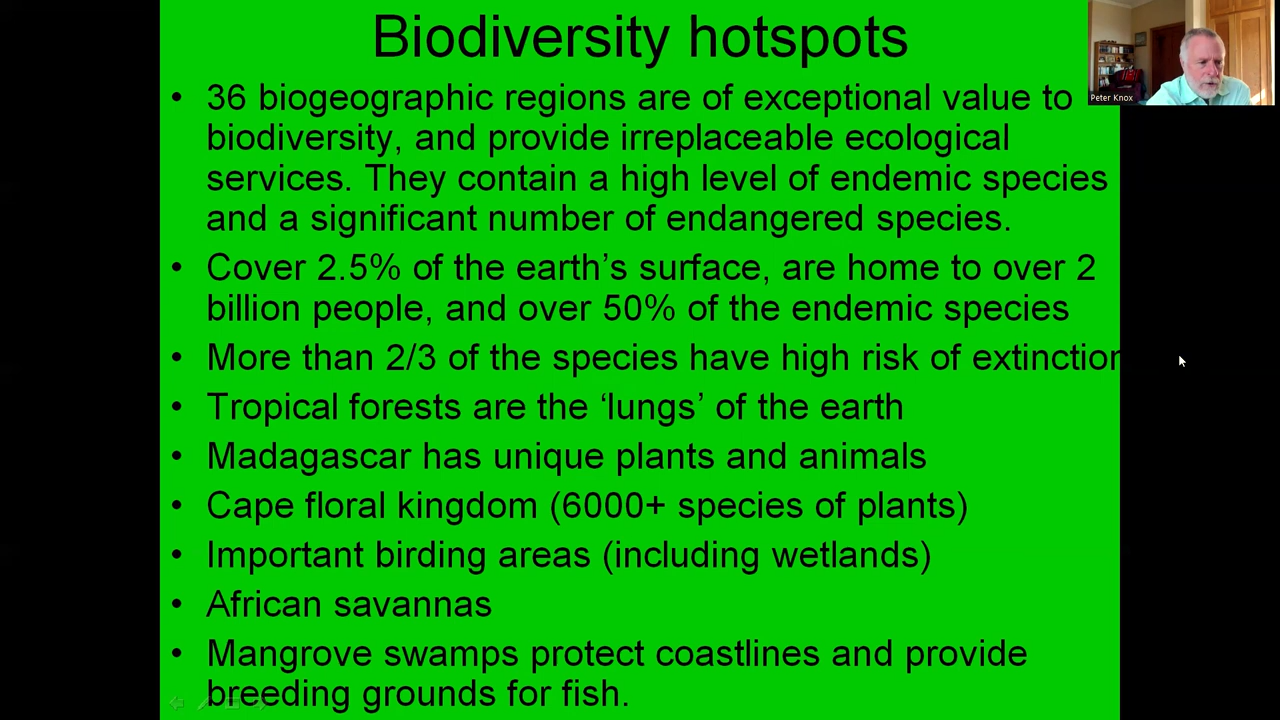 Biodiversity hotspots
• 36 biogeographic regions are of exceptional value to
biodiversity, and provide irreplaceable ecological
services. They contain a high level of endemic species
and a significant number of endangered species.
• Cover 2.5% of the earth’s surface, are home to over 2
billion people, and over 50% of the endemic species
• More than 2/3 of the species have high risk of extinction
• Tropical forests are the ‘lungs’ of the earth
• Madagascar has unique plants and animals
• Cape floral kingdom (6000+ species of plants)
• Important birding areas (including wetlands)
• African savannas
• Mangrove swamps protect coastlines and provide
breeding grounds for fish.
Peter Knox